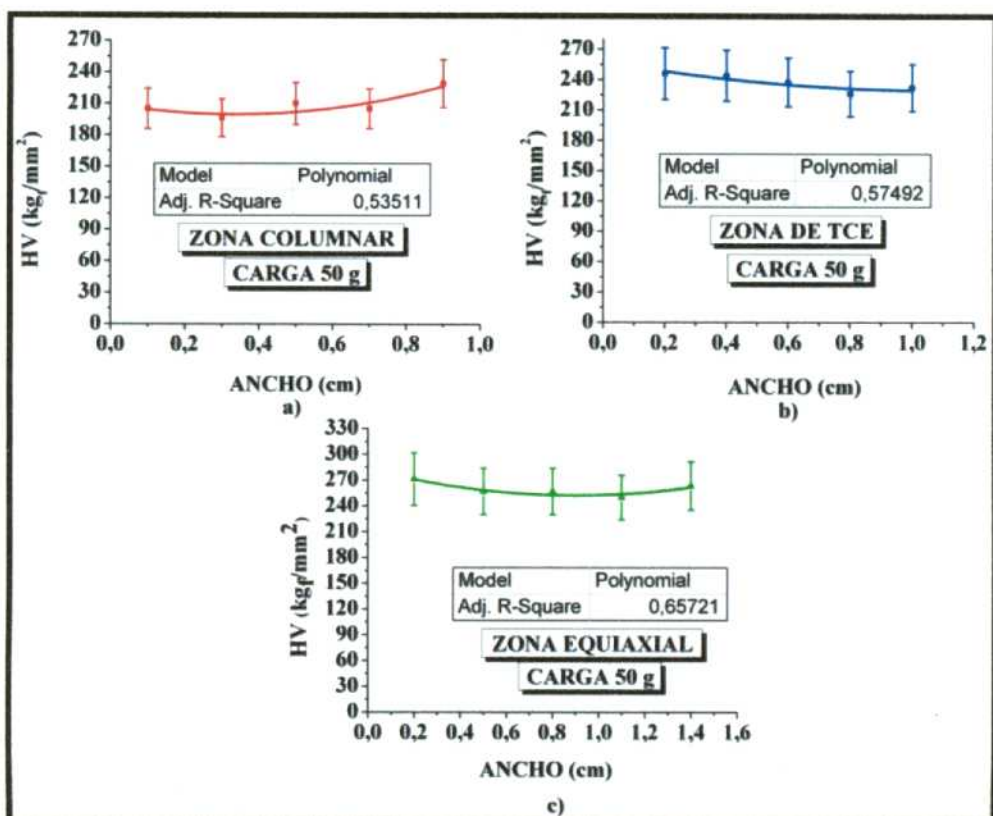 270
240
210
180
150
120
90
60
30
0
HV (kgf/mm²)
Model Polynomial
Adj. R-Square 0,53511
ZONA COLUMNAR
CARGA 50 g
0,0 0,2 0,4 0,6 0,8 1,0
ANCHO (cm)
a)
270
240
210
180
150
120
90
60
30
0
HV (kgf/mm²)
Model Polynomial
Adj. R-Square 0,57492
ZONA DE TCE
CARGA 50 g
0,0 0,2 0,4 0,6 0,8 1,0 1,2
ANCHO (cm)
b)
330
300
270
240
210
180
150
120
90
60
30
0
HV (kgf/mm²)
Model Polynomial
Adj. R-Square 0,65721
ZONA EQUIAXIAL
CARGA 50 g
0,0 0,2 0,4 0,6 0,8 1,0 1,2 1,4 1,6
ANCHO (cm)
c)